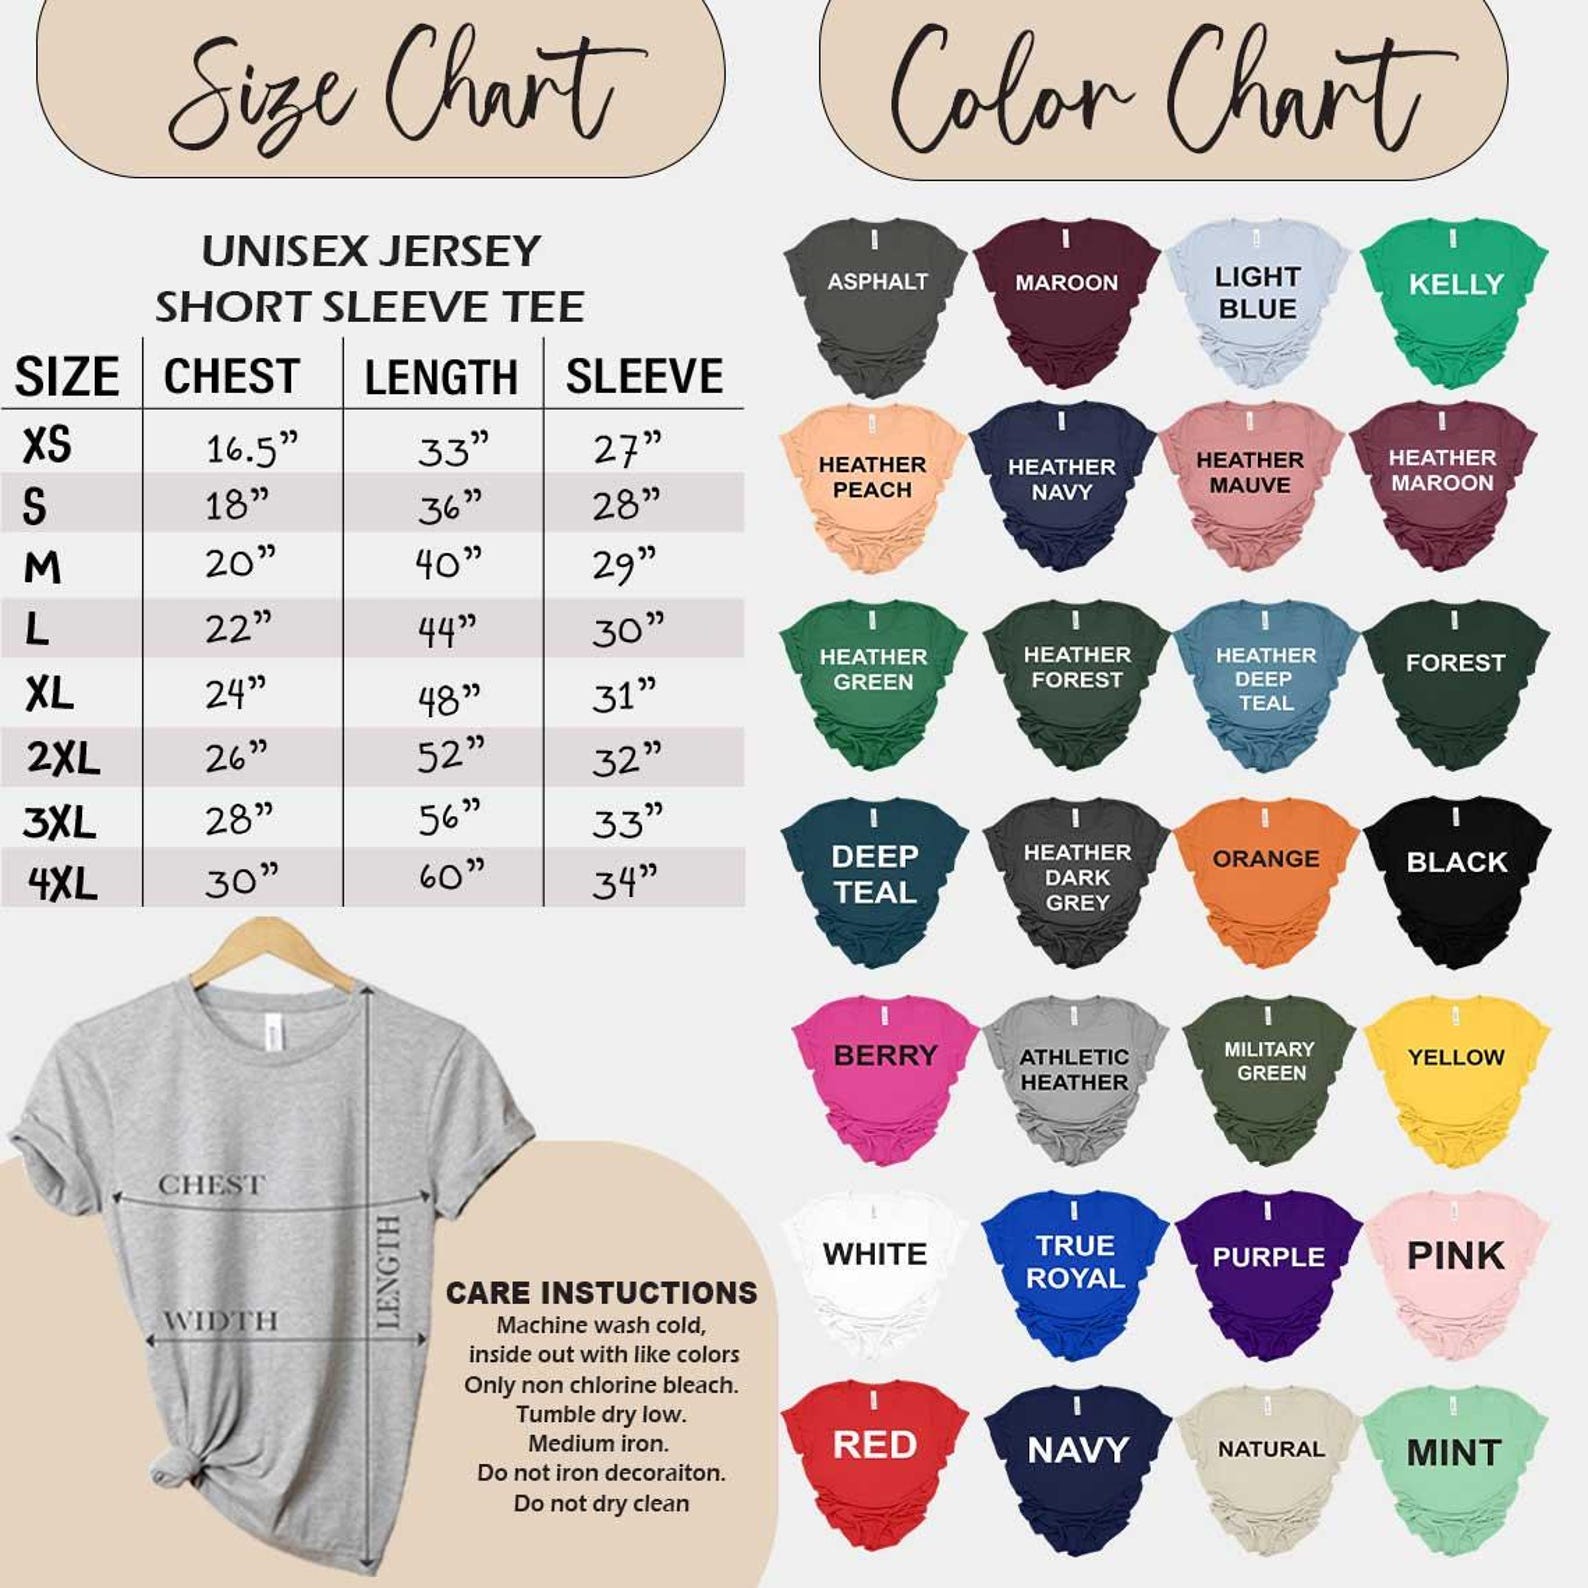 Size Chart
UNISEX JERSEY
SHORT SLEEVE TEE
SIZE CHEST LENGTH SLEEVE
XS 16.5” 33” 27”
S 18” 36” 28”
M 20” 40” 29”
L 22” 44” 30”
XL 24” 48” 31”
2XL 26” 52” 32”
3XL 28” 56” 33”
4XL 30” 60” 34”
CHEST
WIDTH
LENGTH
CARE INSTUCTIONS
Machine wash cold,
inside out with like colors
Only non chlorine bleach.
Tumble dry low.
Medium iron.
Do not iron decoraiton.
Do not dry clean
Color Chart
ASPHALT
MAROON
LIGHT
BLUE
KELLY
HEATHER
PEACH
HEATHER
NAVY
HEATHER
MAUVE
HEATHER
MAROON
HEATHER
GREEN
HEATHER
FOREST
HEATHER
DEEP
TEAL
FOREST
DEEP
TEAL
HEATHER
DARK
GREY
ORANGE
BLACK
BERRY
ATHLETIC
HEATHER
MILITARY
GREEN
YELLOW
WHITE
TRUE
ROYAL
PURPLE
PINK
RED
NAVY
NATURAL
MINT